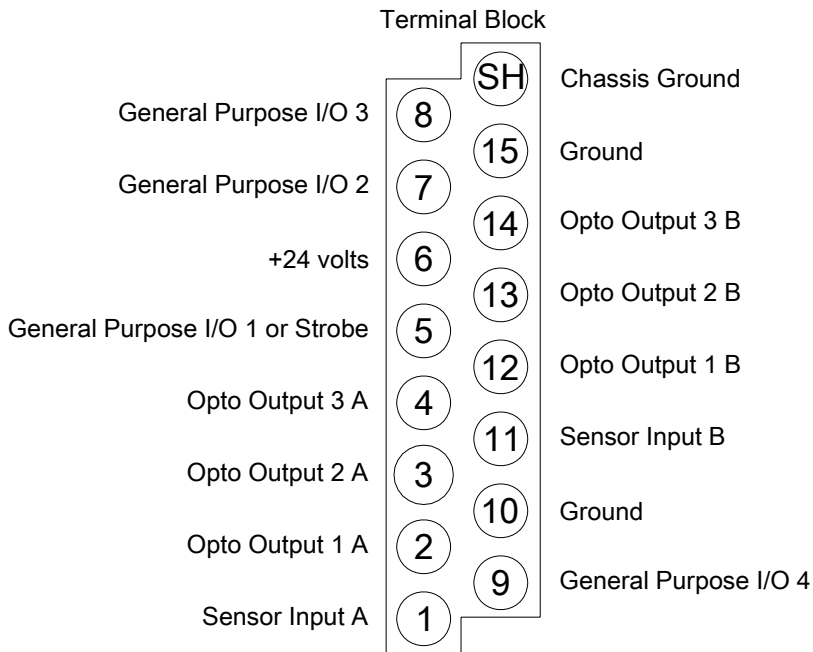 Terminal Block
SH Chassis Ground
General Purpose I/O 3 8
15 Ground
General Purpose I/O 2 7
14 Opto Output 3 B
+24 volts 6
13 Opto Output 2 B
General Purpose I/O 1 or Strobe 5
12 Opto Output 1 B
Opto Output 3 A 4
11 Sensor Input B
Opto Output 2 A 3
10 Ground
Opto Output 1 A 2
9 General Purpose I/O 4
Sensor Input A 1